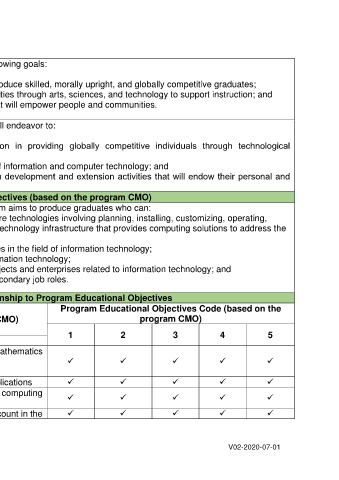 owing goals:
oduce skilled, morally upright, and globally competitive graduates;
ties through arts, sciences, and technology to support instruction; and
t will empower people and communities.
ll endeavor to:
on in providing globally competitive individuals through technological
f information and computer technology; and
n development and extension activities that will endow their personal and
ectives (based on the program CMO)
m aims to produce graduates who can:
re technologies involving planning, installing, customizing, operating,
echnology infrastructure that provides computing solutions to address the
es in the field of information technology;
mation technology;
jects and enterprises related to information technology; and
condary job roles.
nship to Program Educational Objectives
CMO)
Program Educational Objectives Code (based on the
program CMO)
1 2 3 4 5
athematics
✓ ✓ ✓ ✓ ✓
lications ✓ ✓ ✓ ✓ ✓
computing
✓ ✓ ✓ ✓ ✓
count in the ✓ ✓ ✓ ✓ ✓
V02-2020-07-01